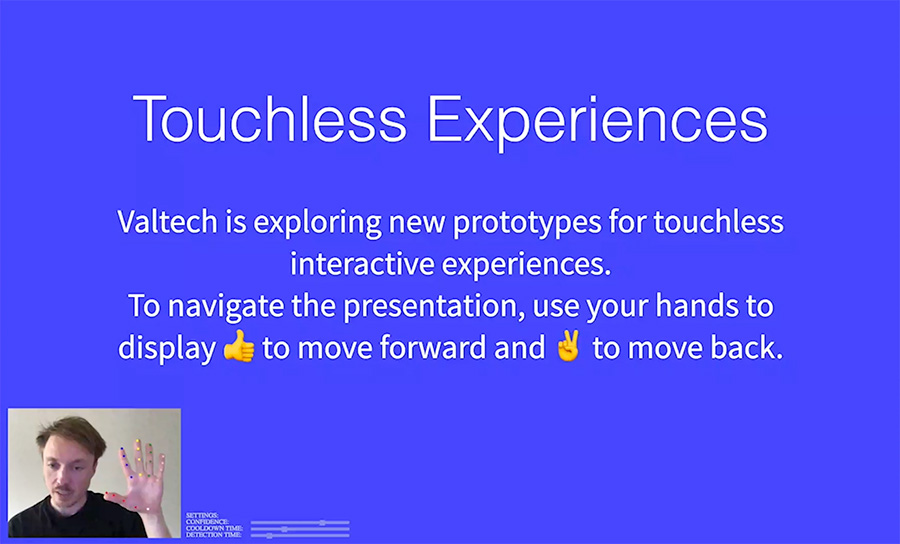 Touchless Experiences
Valtech is exploring new prototypes for touchless
interactive experiences.
To navigate the presentation, use your hands to
display 👍 to move forward and ✌️ to move back.
SETTINGS:
CONFIDENCE:
COOLDOWN TIME:
DETECTION TIME: